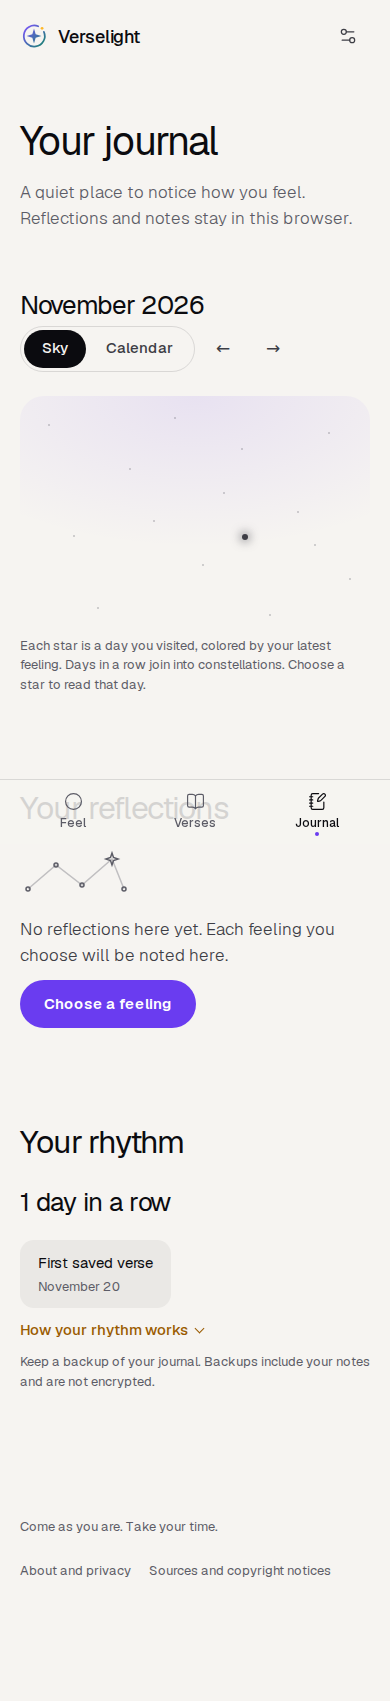 Verselight
Your journal
A quiet place to notice how you feel.
Reflections and notes stay in this browser.
November 2026
Sky Calendar ← →
Each star is a day you visited, colored by your latest
feeling. Days in a row join into constellations. Choose a
star to read that day.
Your reflections
Feel Verses Journal
No reflections here yet. Each feeling you
choose will be noted here.
Choose a feeling
Your rhythm
1 day in a row
First saved verse
November 20
How your rhythm works
Keep a backup of your journal. Backups include your notes
and are not encrypted.
Come as you are. Take your time.
About and privacy Sources and copyright notices